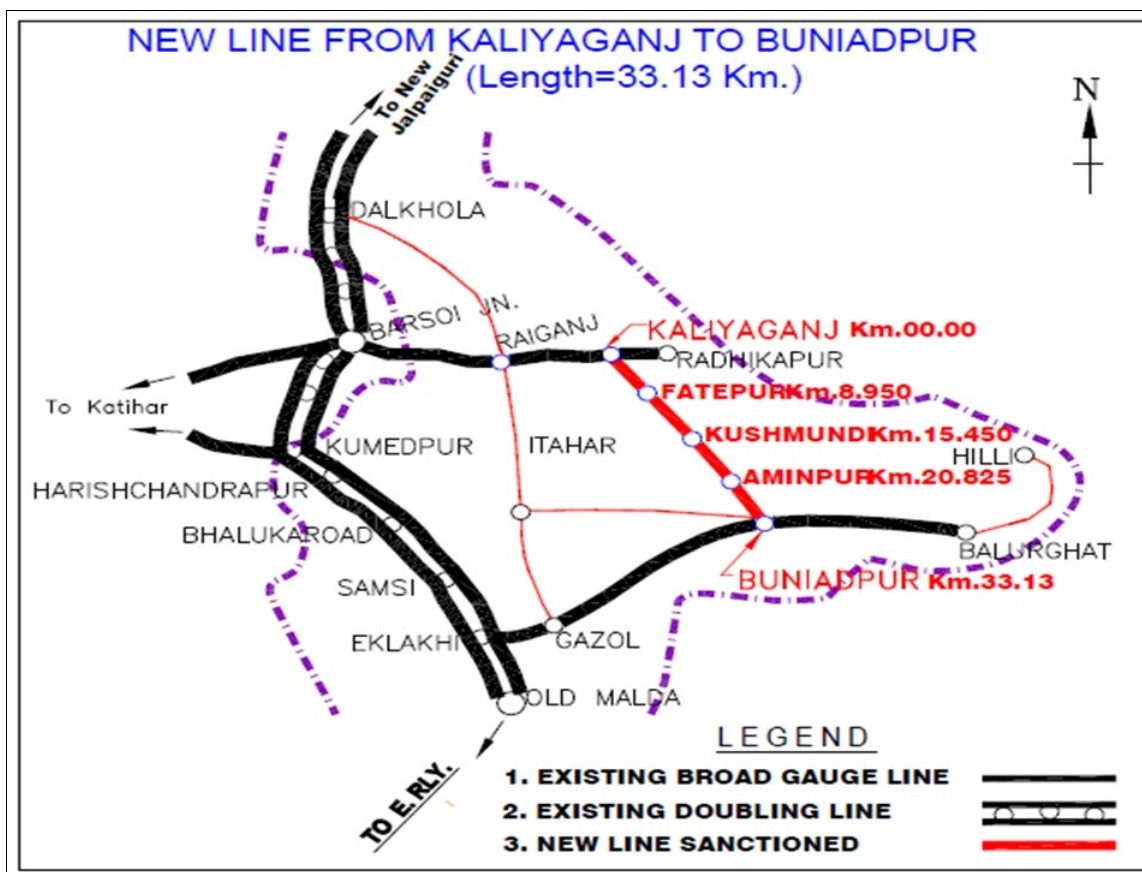 NEW LINE FROM KALIYAGANJ TO BUNIADPUR
(Length=33.13 Km.)
To New
Jalpaiguri
N
DALKHOLA
BARSOI JN.
RAIGANJ
KALIYAGANJ Km.00.00
RADHIKAPUR
FATEPUR Km.8.950
To Katihar
KUMEDPUR
ITAHAR
KUSHMUNDI Km.15.450
HILLI
HARISHCHANDRAPUR
AMINPUR Km.20.825
BHALUKAROAD
BALURGHAT
SAMSI
BUNIADPUR Km.33.13
EKLAKHI
GAZOL
OLD MALDA
TO E. RLY.
LEGEND
1. EXISTING BROAD GAUGE LINE
2. EXISTING DOUBLING LINE
3. NEW LINE SANCTIONED